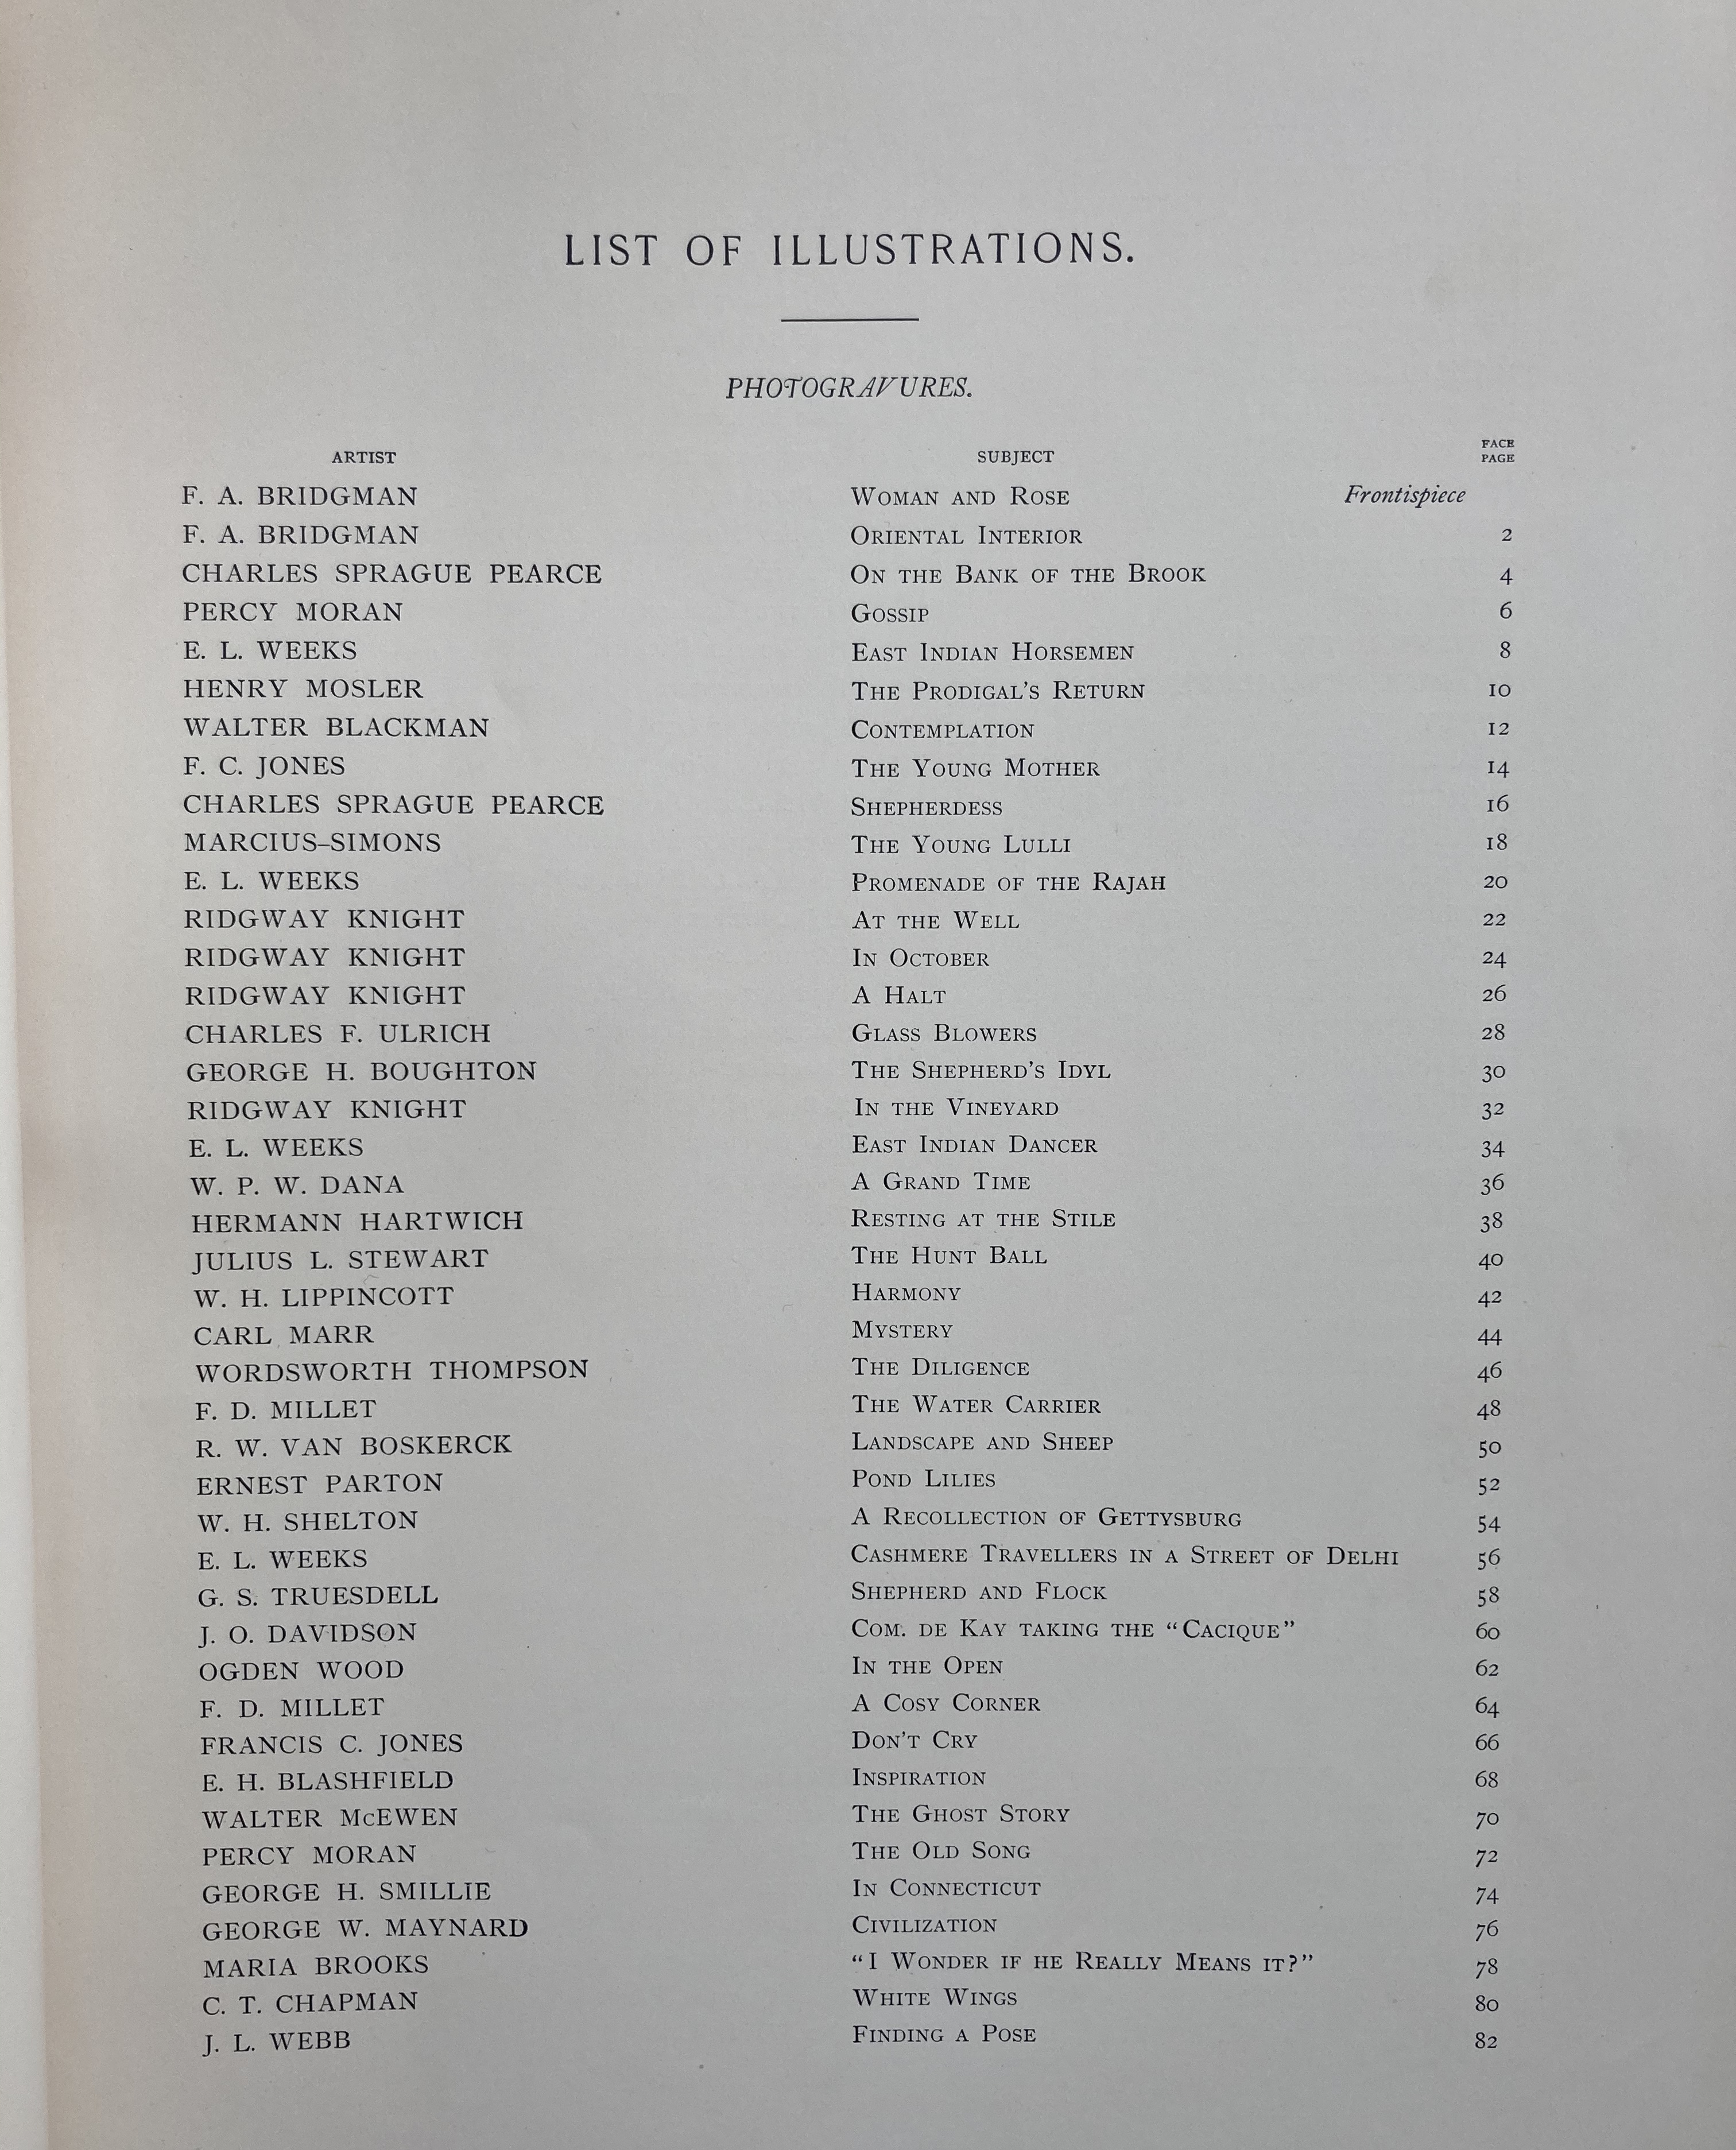 LIST OF ILLUSTRATIONS.
PHOTOGRAVURES.
ARTIST SUBJECT FACE PAGE
F. A. BRIDGMAN Woman and Rose Frontispiece
F. A. BRIDGMAN Oriental Interior 2
CHARLES SPRAGUE PEARCE On the Bank of the Brook 4
PERCY MORAN Gossip 6
E. L. WEEKS East Indian Horsemen 8
HENRY MOSLER The Prodigal's Return 10
WALTER BLACKMAN Contemplation 12
F. C. JONES The Young Mother 14
CHARLES SPRAGUE PEARCE Shepherdess 16
MARCIUS–SIMONS The Young Lulli 18
E. L. WEEKS Promenade of the Rajah 20
RIDGWAY KNIGHT At the Well 22
RIDGWAY KNIGHT In October 24
RIDGWAY KNIGHT A Halt 26
CHARLES F. ULRICH Glass Blowers 28
GEORGE H. BOUGHTON The Shepherd's Idyl 30
RIDGWAY KNIGHT In the Vineyard 32
E. L. WEEKS East Indian Dancer 34
W. P. W. DANA A Grand Time 36
HERMANN HARTWICH Resting at the Stile 38
JULIUS L. STEWART The Hunt Ball 40
W. H. LIPPINCOTT Harmony 42
CARL MARR Mystery 44
WORDSWORTH THOMPSON The Diligence 46
F. D. MILLET The Water Carrier 48
R. W. VAN BOSKERCK Landscape and Sheep 50
ERNEST PARTON Pond Lilies 52
W. H. SHELTON A Recollection of Gettysburg 54
E. L. WEEKS Cashmere Travellers in a Street of Delhi 56
G. S. TRUESDELL Shepherd and Flock 58
J. O. DAVIDSON Com. de Kay taking the "Cacique" 60
OGDEN WOOD In the Open 62
F. D. MILLET A Cosy Corner 64
FRANCIS C. JONES Don't Cry 66
E. H. BLASHFIELD Inspiration 68
WALTER McEWEN The Ghost Story 70
PERCY MORAN The Old Song 72
GEORGE H. SMILLIE In Connecticut 74
GEORGE W. MAYNARD Civilization 76
MARIA BROOKS "I Wonder if he Really Means it?" 78
C. T. CHAPMAN White Wings 80
J. L. WEBB Finding a Pose 82